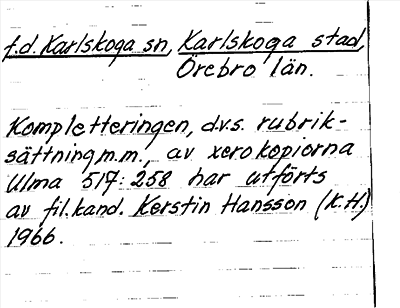 f.d. Karlskoga sn, Karlskoga stad,
Örebro län.
Kompletteringen, d.v.s. rubrik-
sättning m.m., av xerokopiorna
Ulma 517:258 har utförts
av fil.kand. Kerstin Hansson (K.H.)
1966.